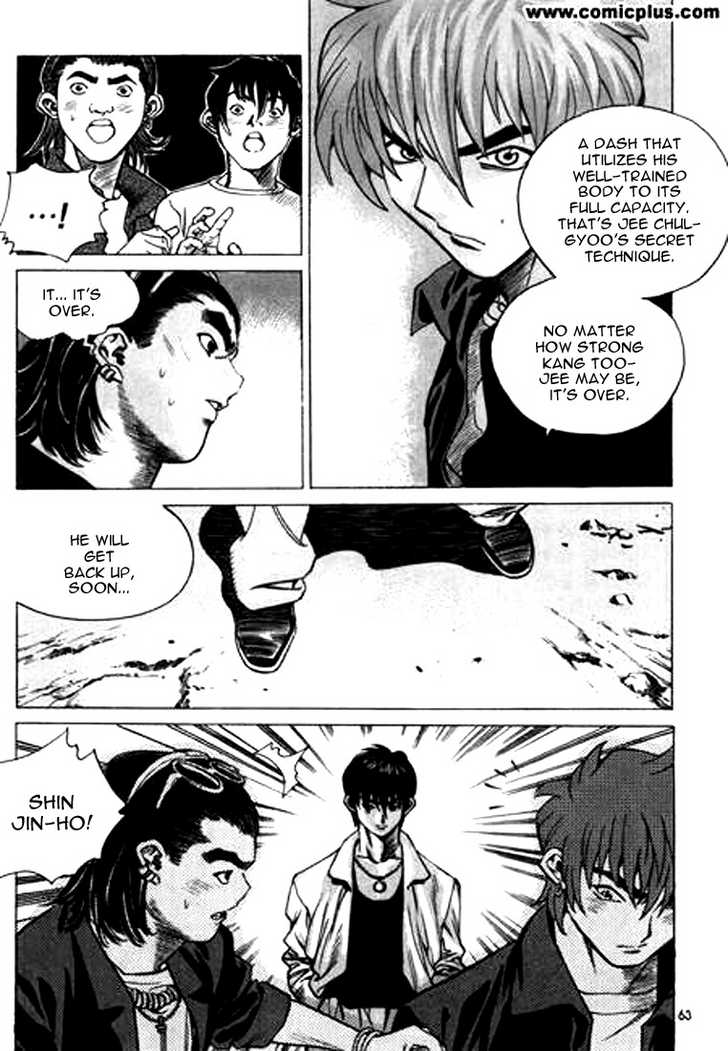 www.comicplus.com
A DASH THAT
UTILIZES HIS
WELL-TRAINED
BODY TO ITS
FULL CAPACITY.
THAT'S JEE CHUL-
GYOO'S SECRET
TECHNIQUE.
NO MATTER
HOW STRONG
KANG TOO-
JEE MAY BE,
IT'S OVER.
...!
IT... IT'S
OVER.
HE WILL
GET
BACK UP,
SOON...
SHIN
JIN-HO!
63